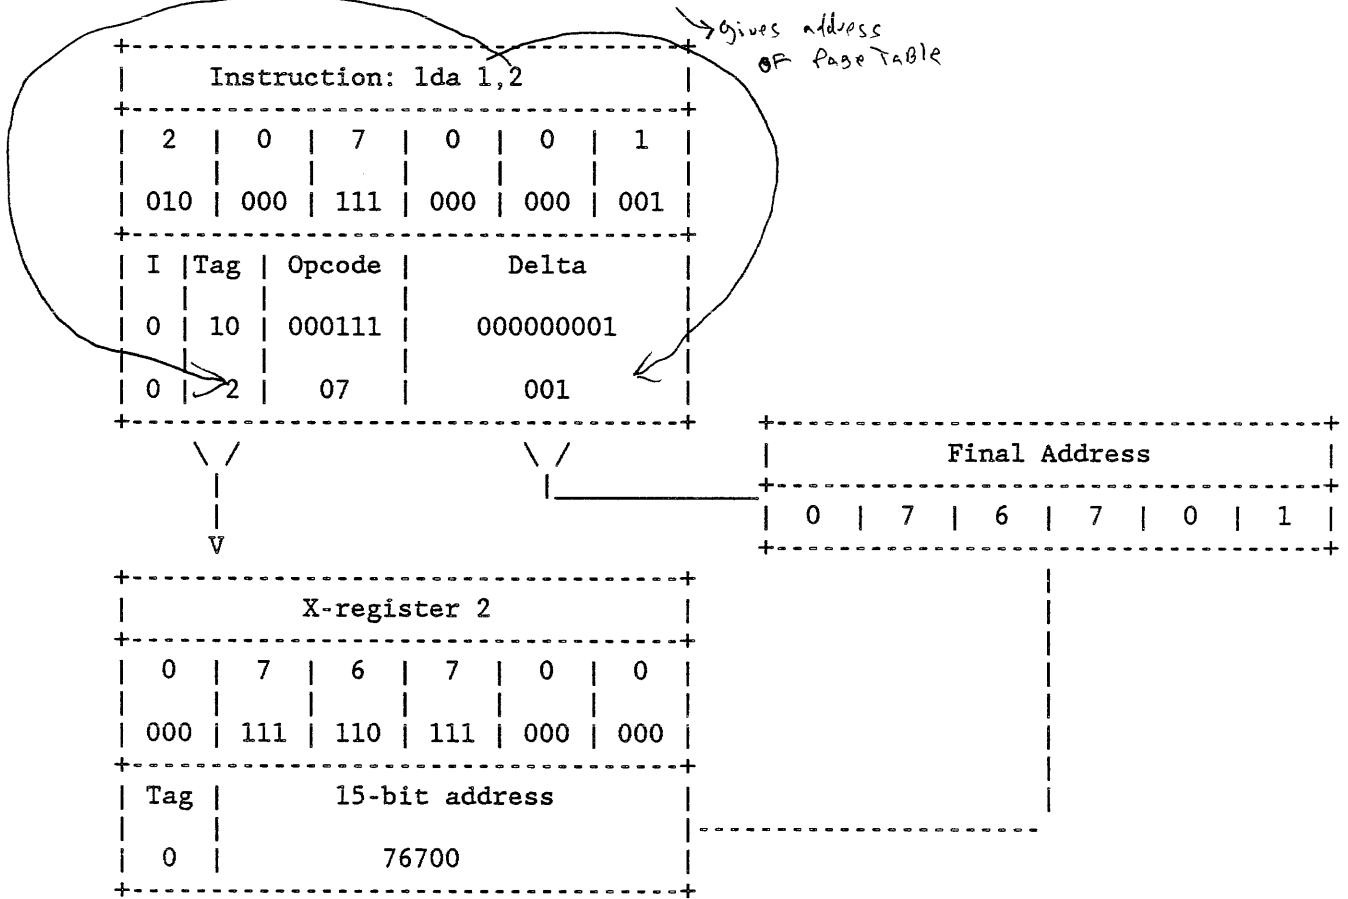 gives address
OF PageTaBle
Instruction: lda 1,2
2 | 0 | 7 | 0 | 0 | 1
010 | 000 | 111 | 000 | 000 | 001
I | Tag | Opcode | Delta
0 | 10 | 000111 | 000000001
0 | 2 | 07 | 001
Final Address
0 | 7 | 6 | 7 | 0 | 1
V
X-register 2
0 | 7 | 6 | 7 | 0 | 0
000 | 111 | 110 | 111 | 000 | 000
Tag | 15-bit address
0 | 76700